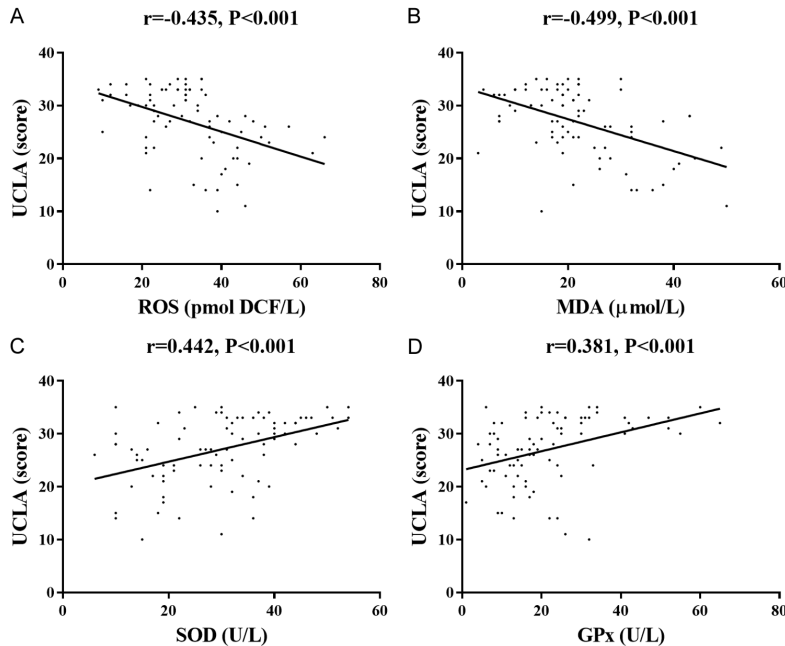 A
r=-0.435, P<0.001
40
30
20
10
0
UCLA (score)
0 20 40 60 80
ROS (pmol DCF/L)
B
r=-0.499, P<0.001
40
30
20
10
0
UCLA (score)
0 20 40 60
MDA (μmol/L)
C
r=0.442, P<0.001
40
30
20
10
0
UCLA (score)
0 20 40 60
SOD (U/L)
D
r=0.381, P<0.001
40
30
20
10
0
UCLA (score)
0 20 40 60 80
GPx (U/L)